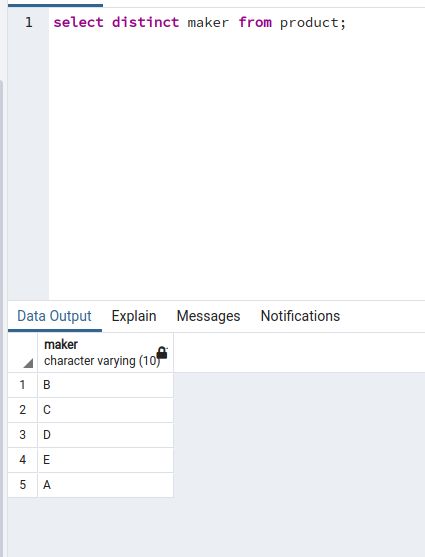 1 select distinct maker from product;
Data Output Explain Messages Notifications
maker
character varying (10)
1 B
2 C
3 D
4 E
5 A